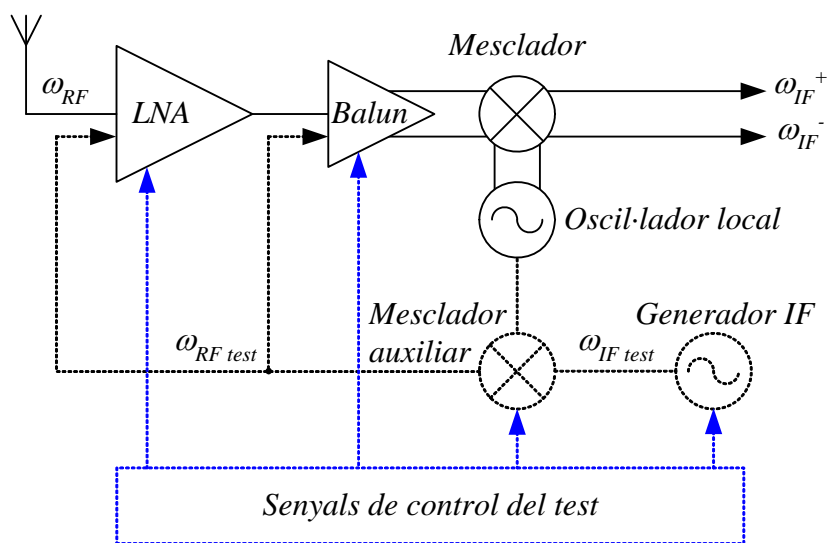 Mesclador
ω_RF
LNA
Balun
ω_IF^+
ω_IF^-
Oscil·lador local
Mesclador
auxiliar
Generador IF
ω_RF test
ω_IF test
Senyals de control del test